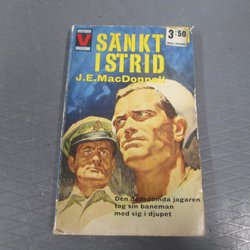 V
SÄNKT
I STRID
3:50
J.E. MacDonnell
Den dödsdömda jagaren
tog sin baneman
med sig i djupet